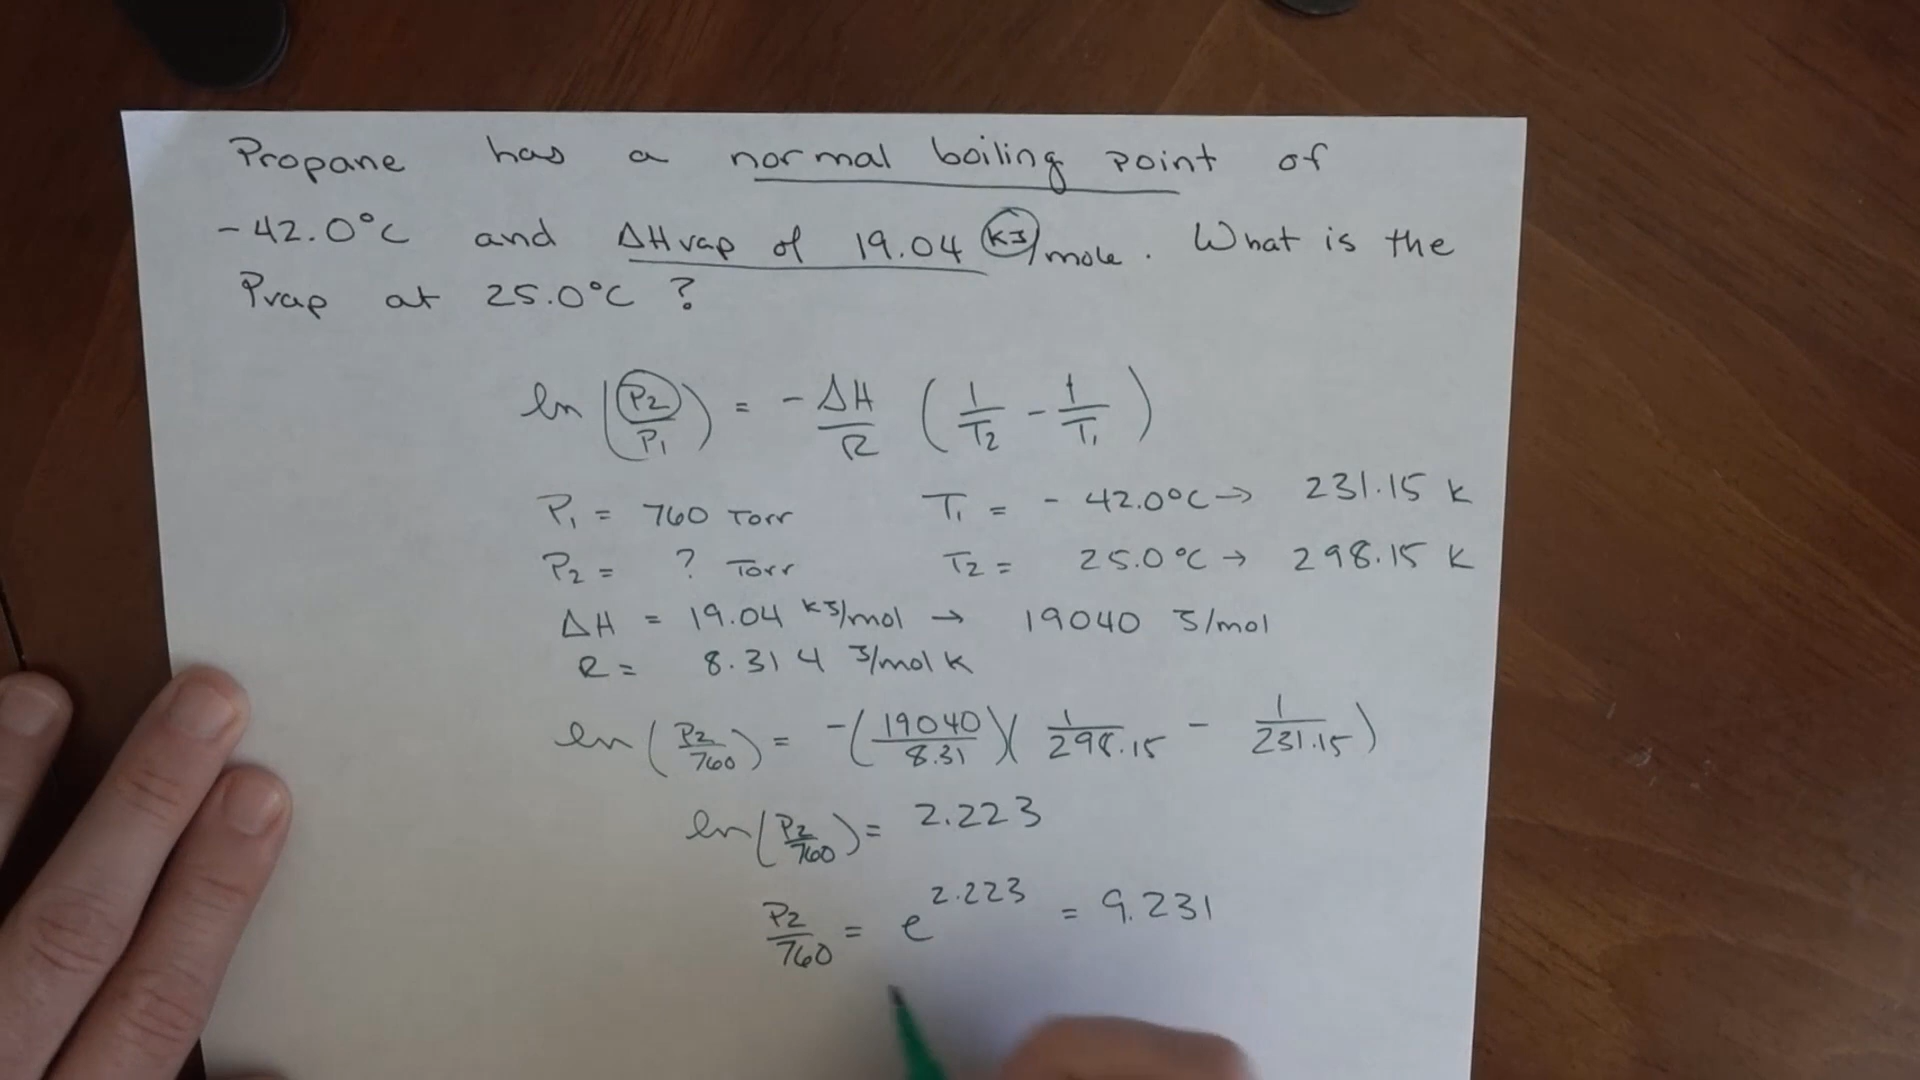 Propane has a normal boiling point of
-42.0°C and ΔHvap of 19.04 kJ/mole. What is the
Pvap at 25.0°C ?
ln(P2/P1) = -ΔH/R (1/T2 - 1/T1)
P1 = 760 Torr T1 = -42.0°C → 231.15 K
P2 = ? Torr T2 = 25.0°C → 298.15 K
ΔH = 19.04 kJ/mol → 19040 J/mol
R = 8.314 J/mol K
ln(P2/760) = -(19040/8.31)(1/298.15 - 1/231.15)
ln(P2/760) = 2.223
P2/760 = e^2.223 = 9.231